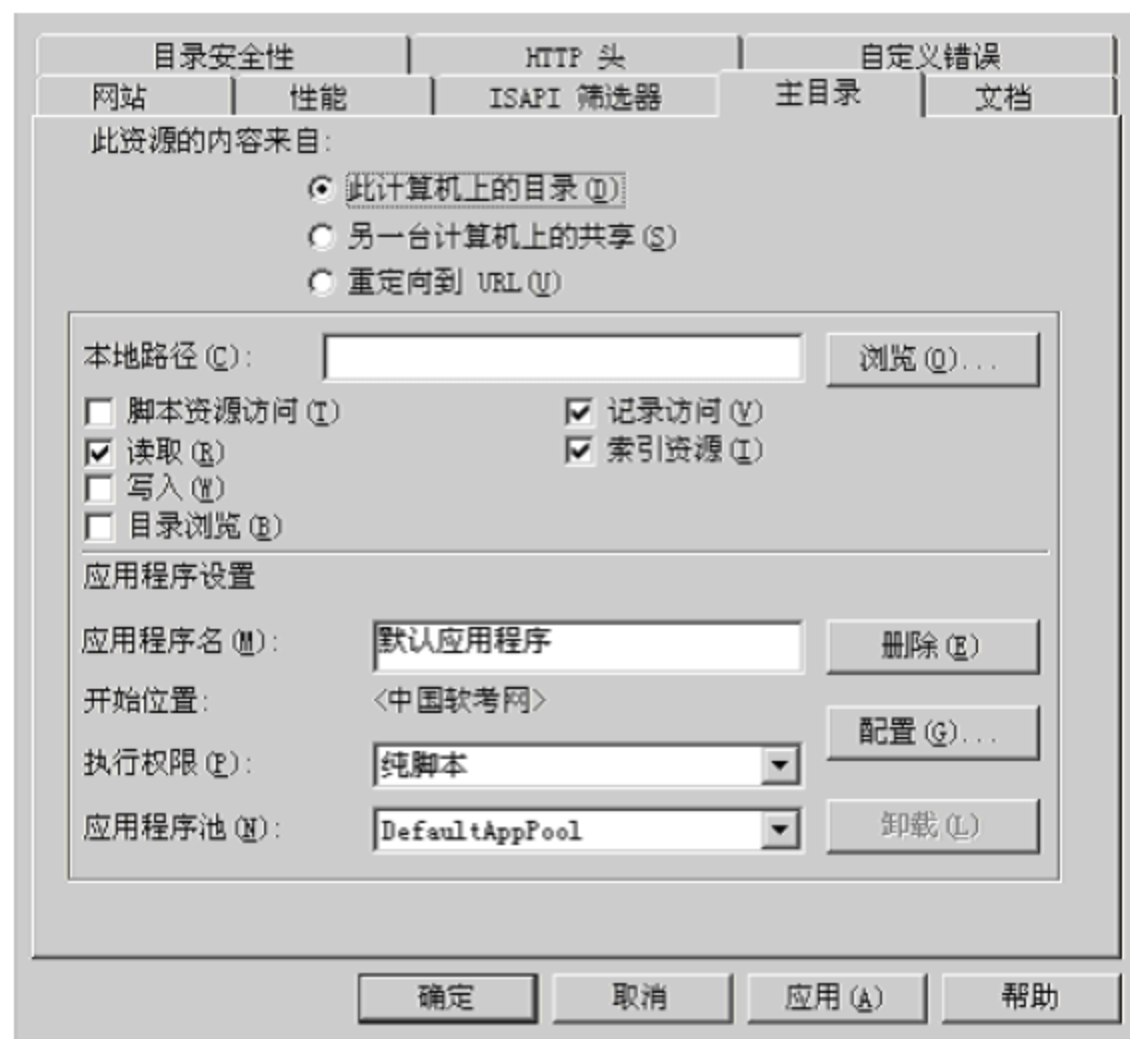 目录安全性 HTTP 头 自定义错误
网站 性能 ISAPI 筛选器 主目录 文档
此资源的内容来自:
此计算机上的目录(D)
另一台计算机上的共享(S)
重定向到 URL(U)
本地路径(C): 浏览(O)...
脚本资源访问(T) 记录访问(V)
读取(R) 索引资源(I)
写入(W)
目录浏览(B)
应用程序设置
应用程序名(M): 默认应用程序 删除(E)
开始位置: <中国软考网>
配置(G)...
执行权限(P): 纯脚本
应用程序池(N): DefaultAppPool 卸载(L)
确定 取消 应用(A) 帮助